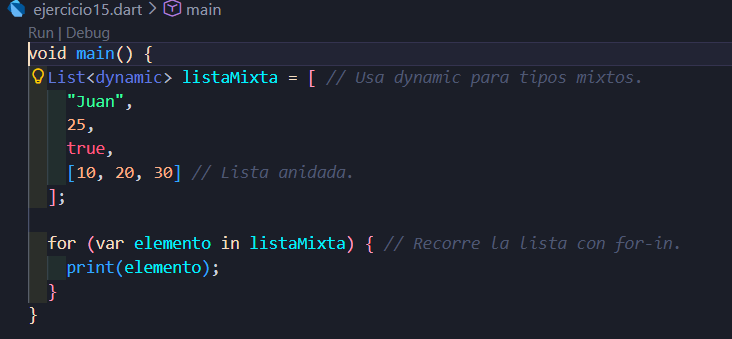 ejercicio15.dart > main
Run | Debug
void main() {
  List<dynamic> listaMixta = [ // Usa dynamic para tipos mixtos.
    "Juan",
    25,
    true,
    [10, 20, 30] // Lista anidada.
  ];

  for (var elemento in listaMixta) { // Recorre la lista con for-in.
    print(elemento);
  }
}